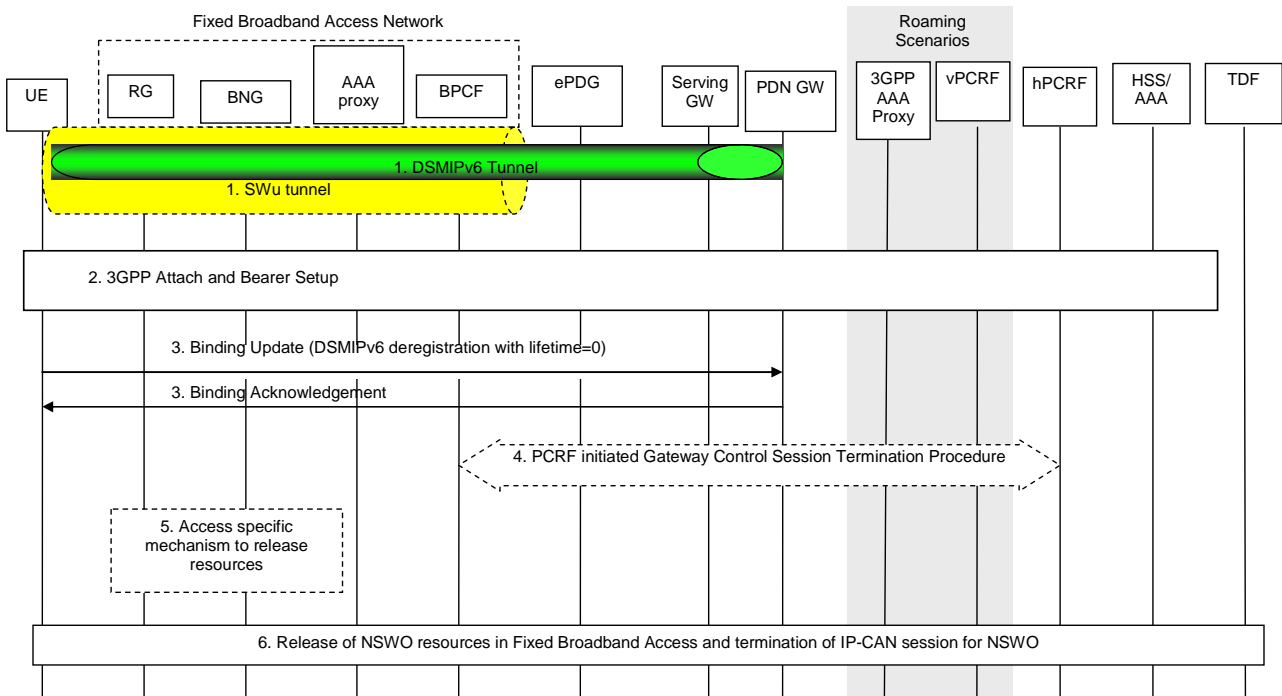 Fixed Broadband Access Network
Roaming
Scenarios
UE
RG
BNG
AAA
proxy
BPCF
ePDG
Serving
GW
PDN GW
3GPP
AAA
Proxy
vPCRF
hPCRF
HSS/
AAA
TDF
1. DSMIPv6 Tunnel
1. SWu tunnel
2. 3GPP Attach and Bearer Setup
3. Binding Update (DSMIPv6 deregistration with lifetime=0)
3. Binding Acknowledgement
4. PCRF initiated Gateway Control Session Termination Procedure
5. Access specific
mechanism to release
resources
6. Release of NSWO resources in Fixed Broadband Access and termination of IP-CAN session for NSWO